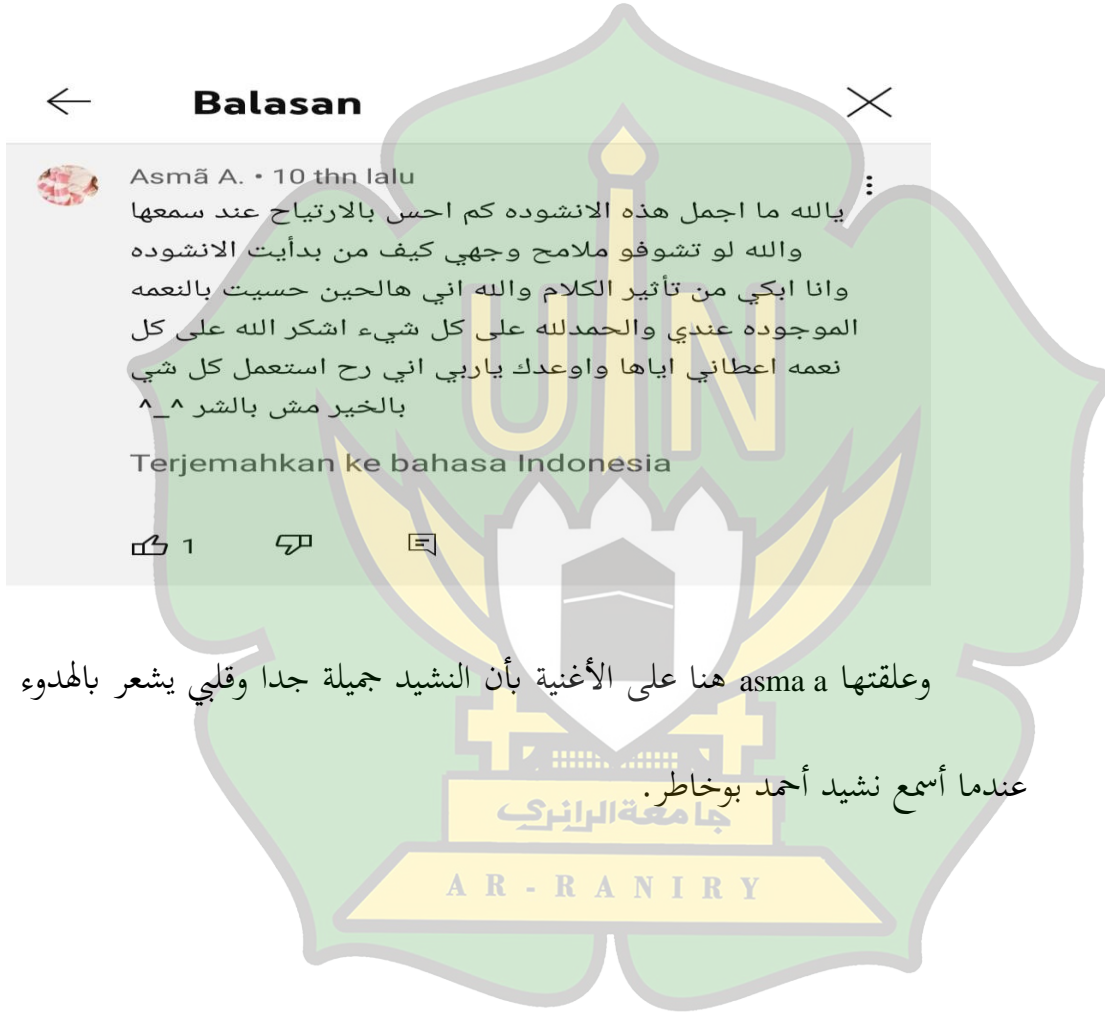 Balasan
Asmã A. • 10 thn lalu
يالله ما اجمل هذه الانشوده كم احس بالارتياح عند سمعها
والله لو تشوفو ملامح وجهي كيف من بدأيت الانشوده
وانا ابكي من تأثير الكلام والله اني هالحين حسيت بالنعمه
الموجوده عندي والحمدلله على كل شيء اشكر الله على كل
نعمه اعطاني اياها واوعدك ياربي اني رح استعمل كل شي
بالخير مش بالشر ^_^
Terjemahkan ke bahasa Indonesia
1
وعلقتها asma a هنا على الأغنية بأن النشيد جميلة جدا وقلبي يشعر بالهدوء
عندما أسمع نشيد أحمد بوخاطر.
UIN
جامعةالرانرك
AR-RANIRY